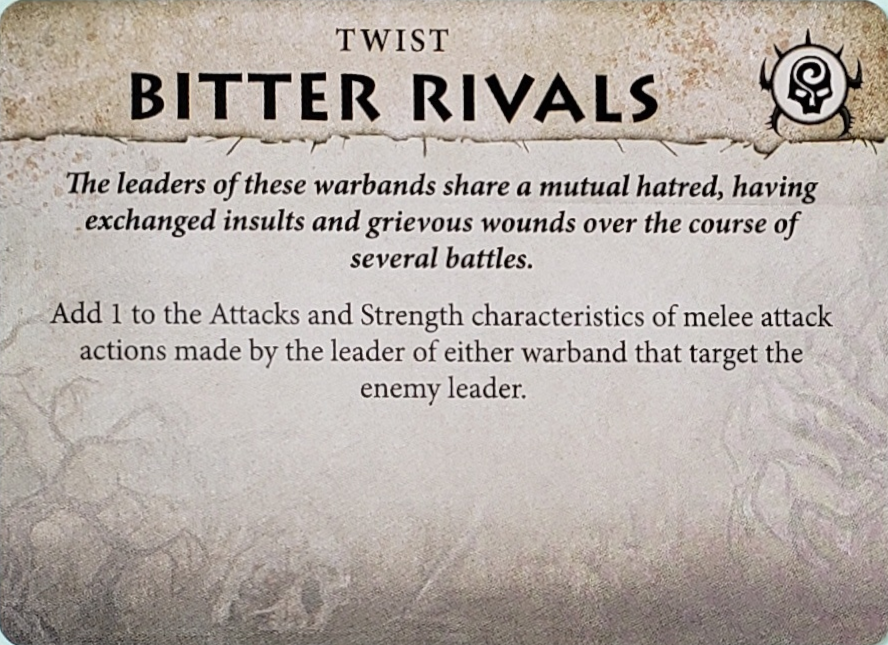 TWIST
BITTER RIVALS
The leaders of these warbands share a mutual hatred, having
exchanged insults and grievous wounds over the course of
several battles.
Add 1 to the Attacks and Strength characteristics of melee attack
actions made by the leader of either warband that target the
enemy leader.